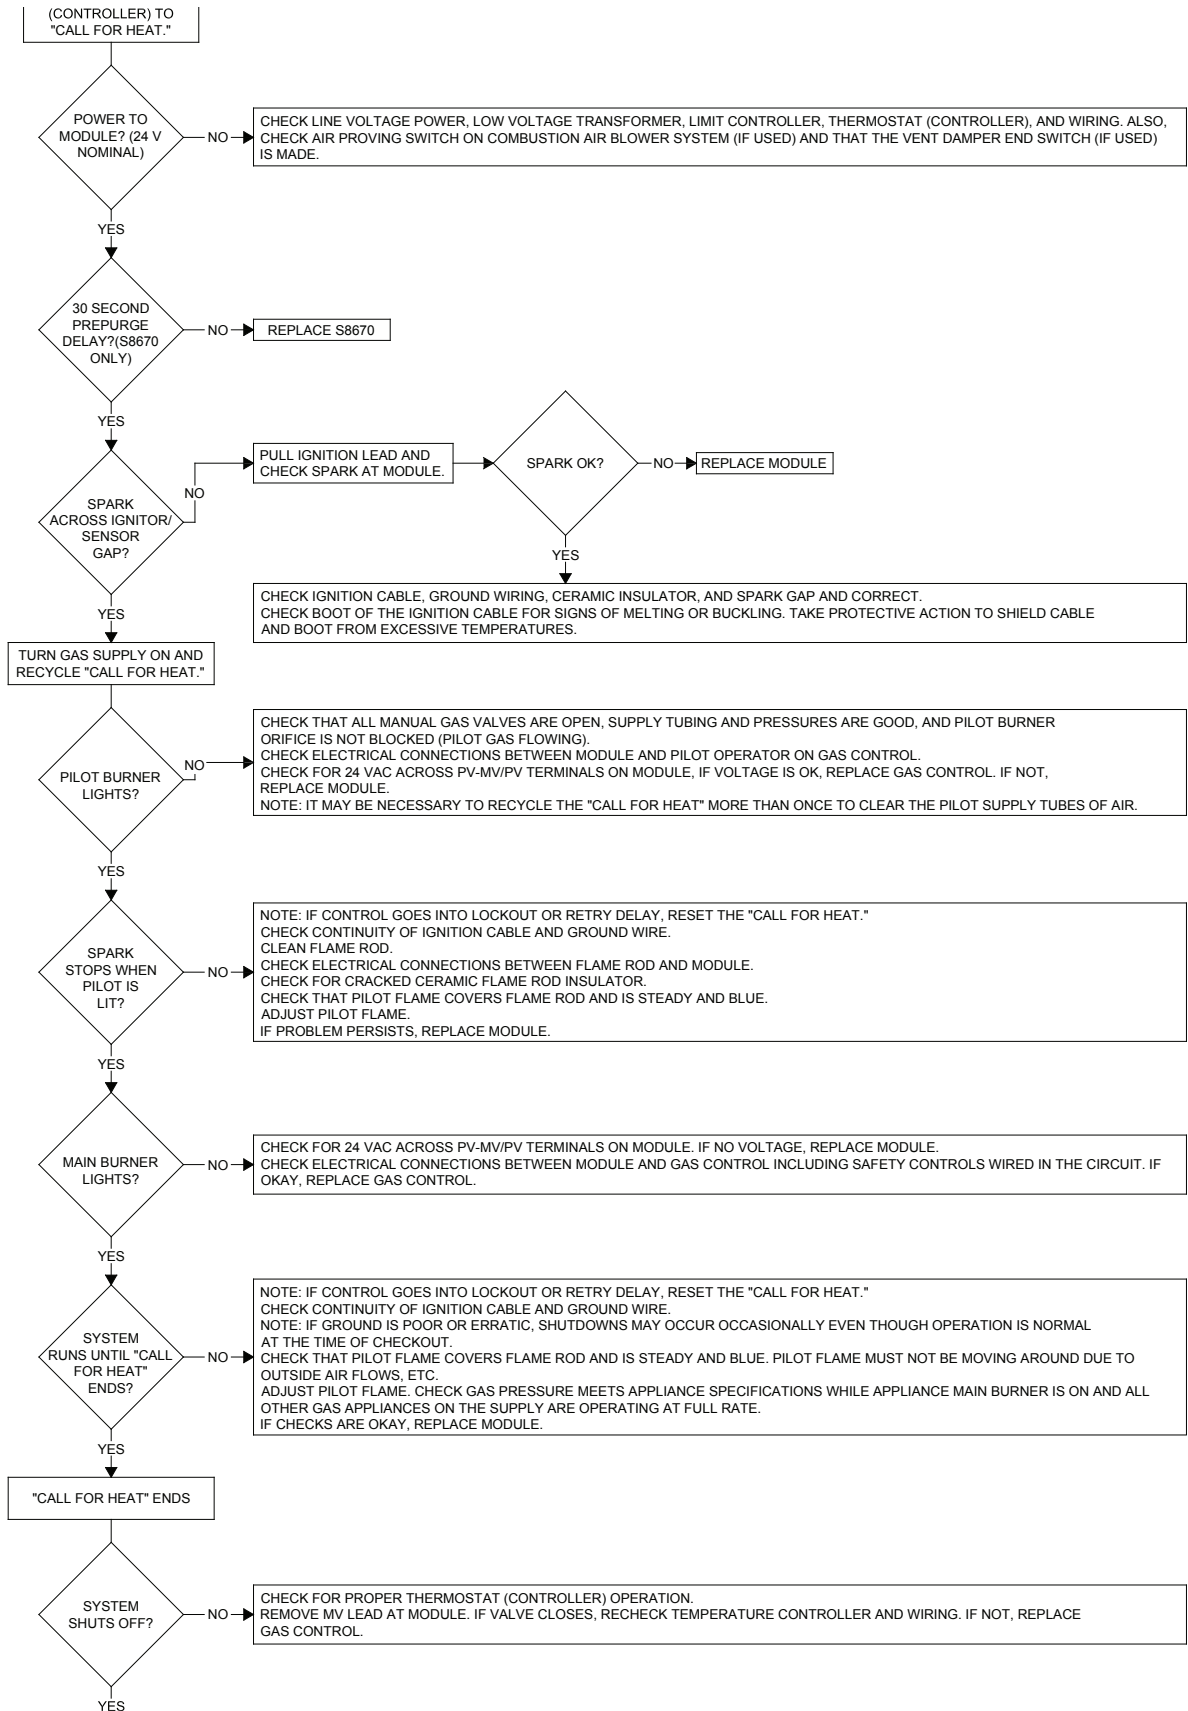 (CONTROLLER) TO
"CALL FOR HEAT."
POWER TO
MODULE? (24 V
NOMINAL)
NO
CHECK LINE VOLTAGE POWER, LOW VOLTAGE TRANSFORMER, LIMIT CONTROLLER, THERMOSTAT (CONTROLLER), AND WIRING. ALSO,
CHECK AIR PROVING SWITCH ON COMBUSTION AIR BLOWER SYSTEM (IF USED) AND THAT THE VENT DAMPER END SWITCH (IF USED)
IS MADE.
YES
30 SECOND
PREPURGE
DELAY?(S8670
ONLY)
NO
REPLACE S8670
YES
SPARK
ACROSS IGNITOR/
SENSOR
GAP?
NO
PULL IGNITION LEAD AND
CHECK SPARK AT MODULE.
SPARK OK?
NO
REPLACE MODULE
YES
CHECK IGNITION CABLE, GROUND WIRING, CERAMIC INSULATOR, AND SPARK GAP AND CORRECT.
CHECK BOOT OF THE IGNITION CABLE FOR SIGNS OF MELTING OR BUCKLING. TAKE PROTECTIVE ACTION TO SHIELD CABLE
AND BOOT FROM EXCESSIVE TEMPERATURES.
YES
TURN GAS SUPPLY ON AND
RECYCLE "CALL FOR HEAT."
PILOT BURNER
LIGHTS?
NO
CHECK THAT ALL MANUAL GAS VALVES ARE OPEN, SUPPLY TUBING AND PRESSURES ARE GOOD, AND PILOT BURNER
ORIFICE IS NOT BLOCKED (PILOT GAS FLOWING).
CHECK ELECTRICAL CONNECTIONS BETWEEN MODULE AND PILOT OPERATOR ON GAS CONTROL.
CHECK FOR 24 VAC ACROSS PV-MV/PV TERMINALS ON MODULE, IF VOLTAGE IS OK, REPLACE GAS CONTROL. IF NOT,
REPLACE MODULE.
NOTE: IT MAY BE NECESSARY TO RECYCLE THE "CALL FOR HEAT" MORE THAN ONCE TO CLEAR THE PILOT SUPPLY TUBES OF AIR.
YES
SPARK
STOPS WHEN
PILOT IS
LIT?
NO
NOTE: IF CONTROL GOES INTO LOCKOUT OR RETRY DELAY, RESET THE "CALL FOR HEAT."
CHECK CONTINUITY OF IGNITION CABLE AND GROUND WIRE.
CLEAN FLAME ROD.
CHECK ELECTRICAL CONNECTIONS BETWEEN FLAME ROD AND MODULE.
CHECK FOR CRACKED CERAMIC FLAME ROD INSULATOR.
CHECK THAT PILOT FLAME COVERS FLAME ROD AND IS STEADY AND BLUE.
ADJUST PILOT FLAME.
IF PROBLEM PERSISTS, REPLACE MODULE.
YES
MAIN BURNER
LIGHTS?
NO
CHECK FOR 24 VAC ACROSS PV-MV/PV TERMINALS ON MODULE. IF NO VOLTAGE, REPLACE MODULE.
CHECK ELECTRICAL CONNECTIONS BETWEEN MODULE AND GAS CONTROL INCLUDING SAFETY CONTROLS WIRED IN THE CIRCUIT. IF
OKAY, REPLACE GAS CONTROL.
YES
SYSTEM
RUNS UNTIL "CALL
FOR HEAT"
ENDS?
NO
NOTE: IF CONTROL GOES INTO LOCKOUT OR RETRY DELAY, RESET THE "CALL FOR HEAT."
CHECK CONTINUITY OF IGNITION CABLE AND GROUND WIRE.
NOTE: IF GROUND IS POOR OR ERRATIC, SHUTDOWNS MAY OCCUR OCCASIONALLY EVEN THOUGH OPERATION IS NORMAL
AT THE TIME OF CHECKOUT.
CHECK THAT PILOT FLAME COVERS FLAME ROD AND IS STEADY AND BLUE. PILOT FLAME MUST NOT BE MOVING AROUND DUE TO
OUTSIDE AIR FLOWS, ETC.
ADJUST PILOT FLAME. CHECK GAS PRESSURE MEETS APPLIANCE SPECIFICATIONS WHILE APPLIANCE MAIN BURNER IS ON AND ALL
OTHER GAS APPLIANCES ON THE SUPPLY ARE OPERATING AT FULL RATE.
IF CHECKS ARE OKAY, REPLACE MODULE.
YES
"CALL FOR HEAT" ENDS
SYSTEM
SHUTS OFF?
NO
CHECK FOR PROPER THERMOSTAT (CONTROLLER) OPERATION.
REMOVE MV LEAD AT MODULE. IF VALVE CLOSES, RECHECK TEMPERATURE CONTROLLER AND WIRING. IF NOT, REPLACE
GAS CONTROL.
YES